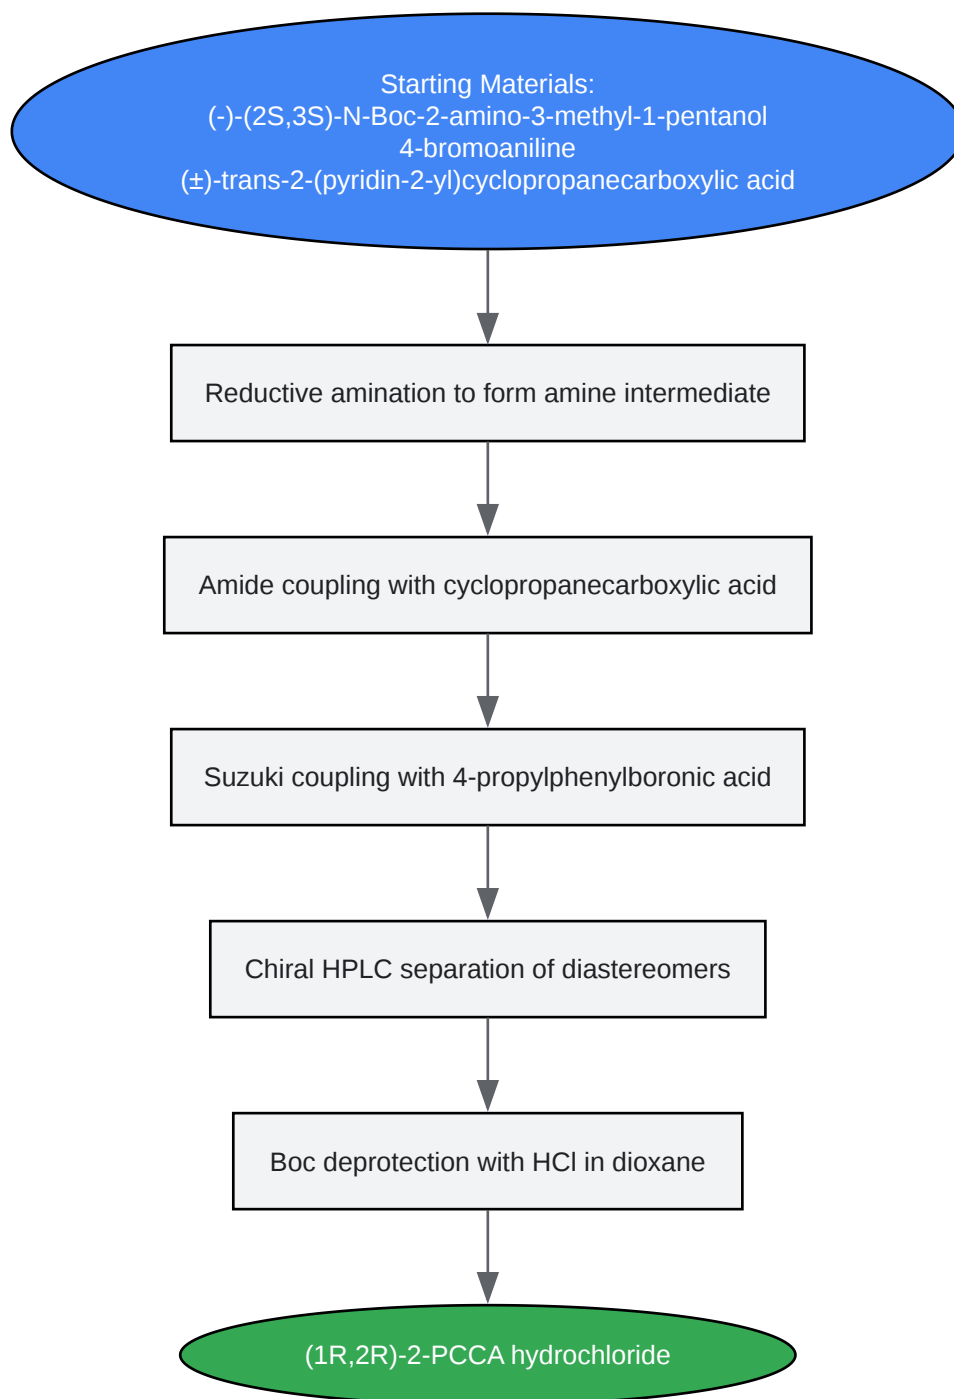 Starting Materials:
(-)-(2S,3S)-N-Boc-2-amino-3-methyl-1-pentanol
4-bromoaniline
(±)-trans-2-(pyridin-2-yl)cyclopropanecarboxylic acid
Reductive amination to form amine intermediate
Amide coupling with cyclopropanecarboxylic acid
Suzuki coupling with 4-propylphenylboronic acid
Chiral HPLC separation of diastereomers
Boc deprotection with HCl in dioxane
(1R,2R)-2-PCCA hydrochloride